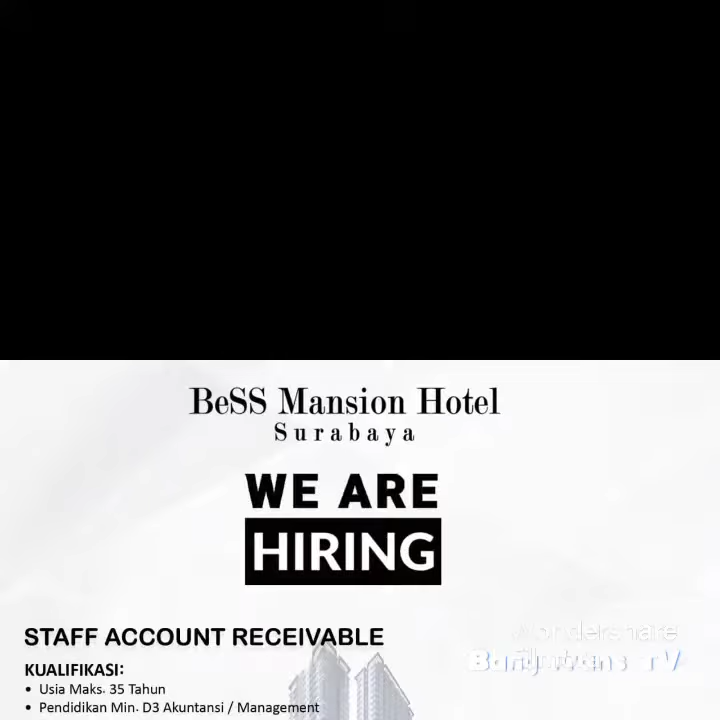 BeSS Mansion Hotel
Surabaya
WE ARE
HIRING
STAFF ACCOUNT RECEIVABLE
KUALIFIKASI:
• Usia Maks. 35 Tahun
• Pendidikan Min. D3 Akuntansi / Management
Wondershare